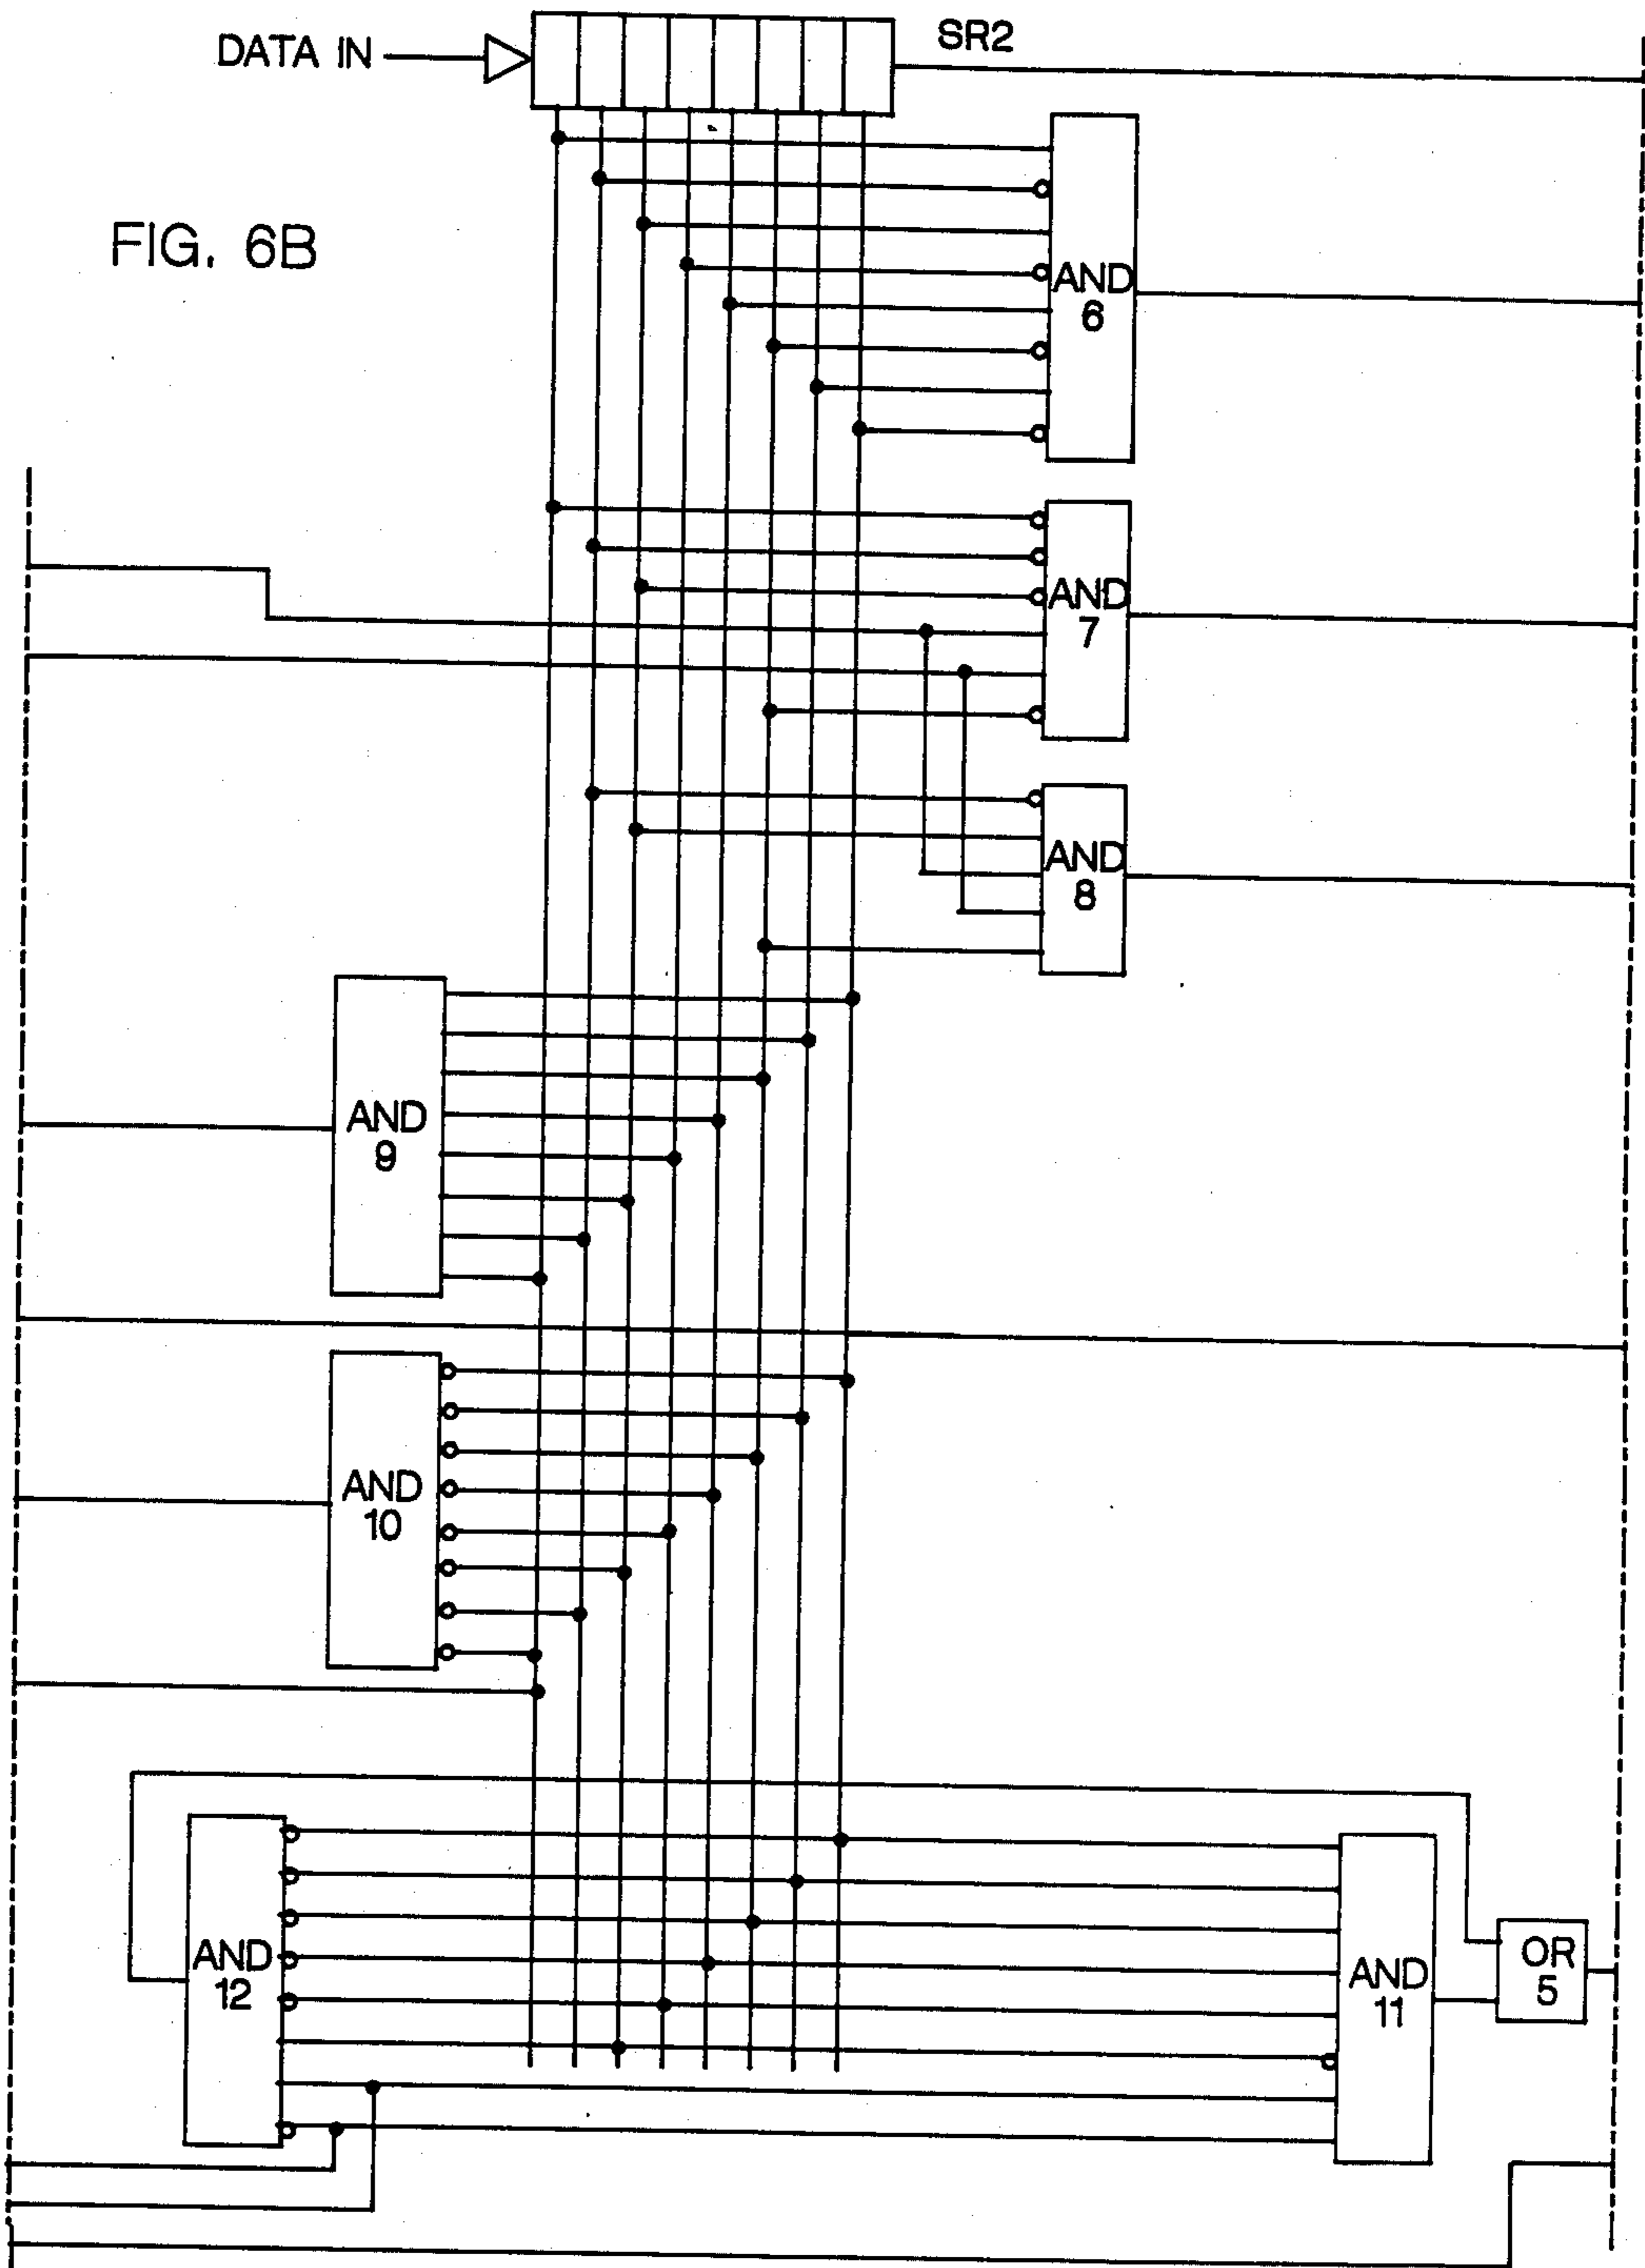 DATA IN
SR2
FIG. 6B
AND
6
AND
7
AND
8
AND
9
AND
10
AND
12
AND
11
OR
5